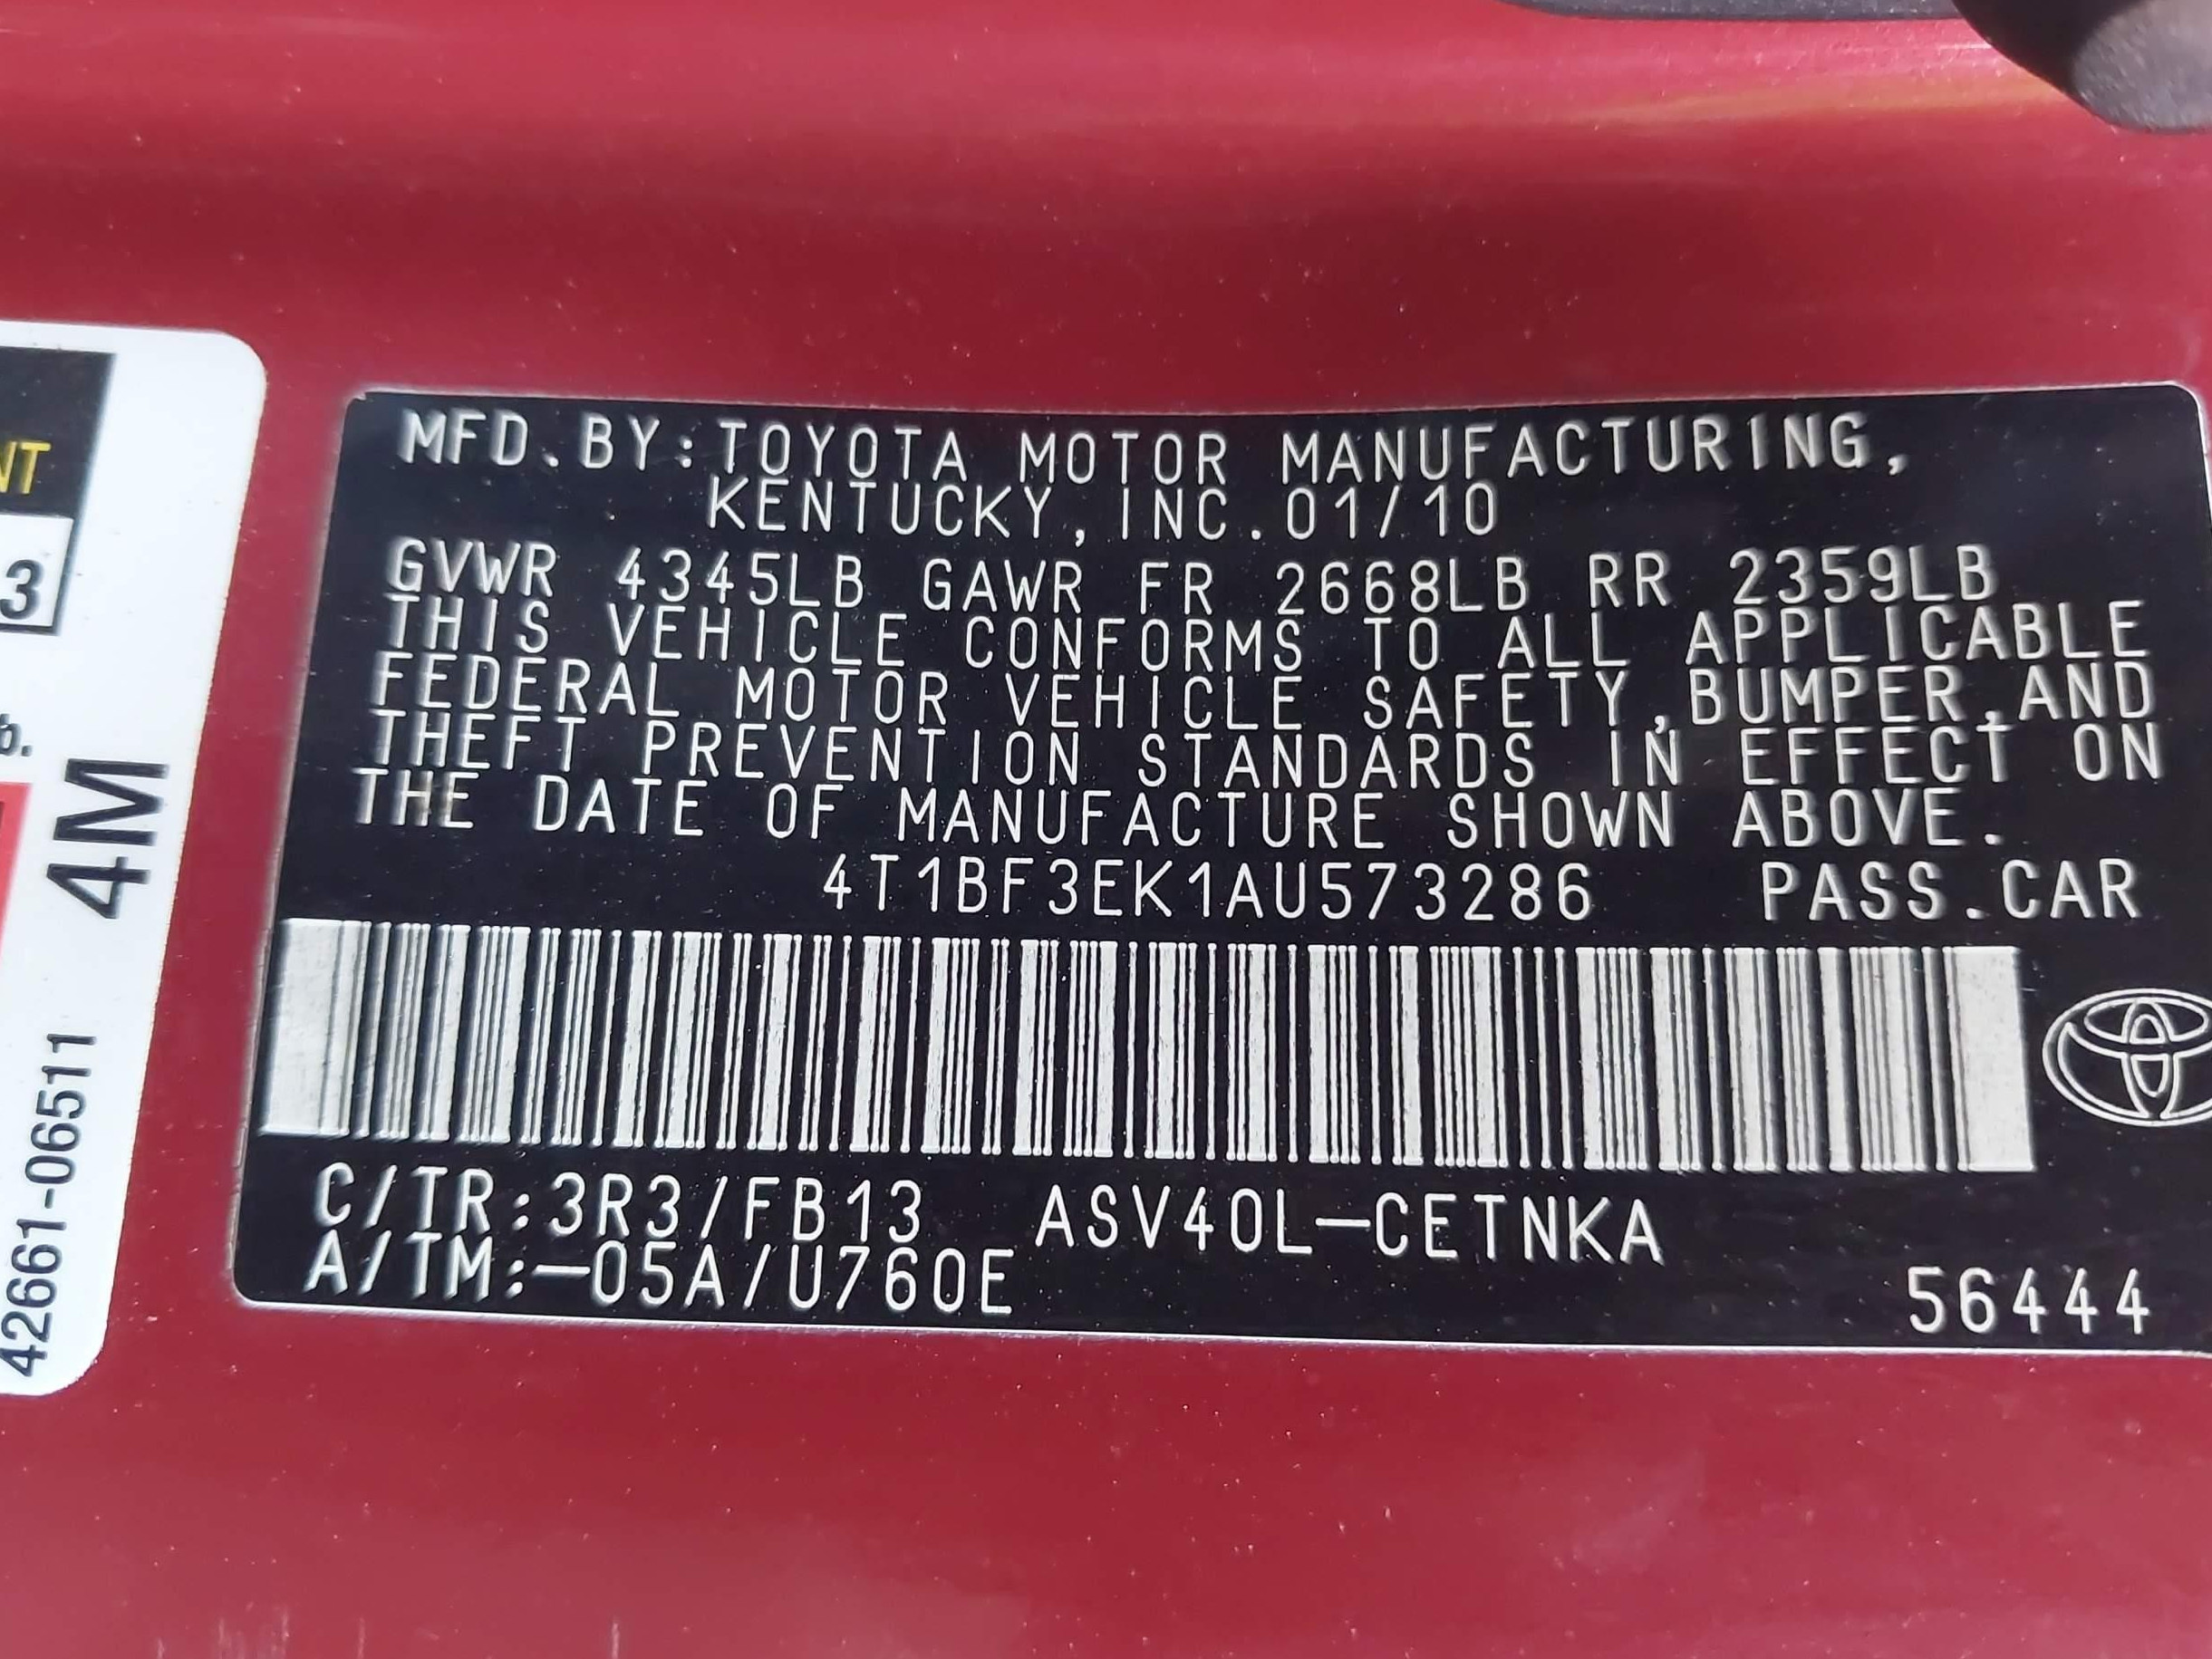 MFD.BY:TOYOTA MOTOR MANUFACTURING,
KENTUCKY,INC.01/10
GVWR 4345LB GAWR FR 2668LB RR 2359LB
THIS VEHICLE CONFORMS TO ALL APPLICABLE
FEDERAL MOTOR VEHICLE SAFETY,BUMPER,AND
THEFT PREVENTION STANDARDS IN EFFECT ON
THE DATE OF MANUFACTURE SHOWN ABOVE.
4T1BF3EK1AU573286 PASS.CAR
C/TR:3R3/FB13 ASV40L-CETNKA
A/TM:-05A/U760E
56444
NT
3
4M
42661-06511